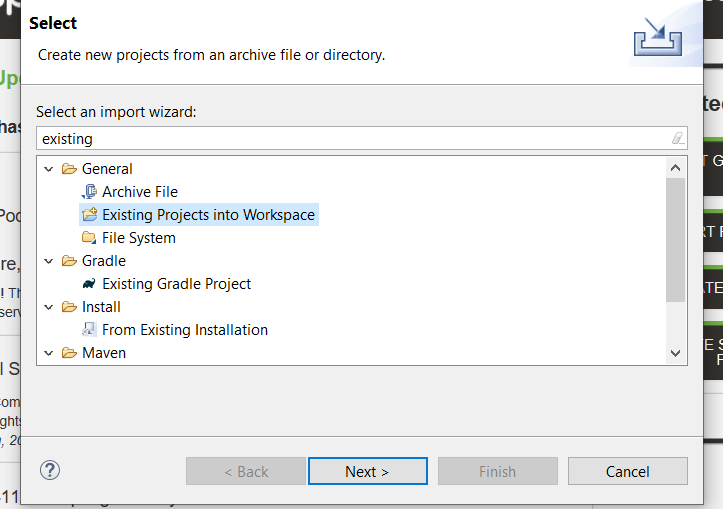 Select
Create new projects from an archive file or directory.
Select an import wizard:
existing
General
Archive File
Existing Projects into Workspace
File System
Gradle
Existing Gradle Project
Install
From Existing Installation
Maven
< Back
Next >
Finish
Cancel